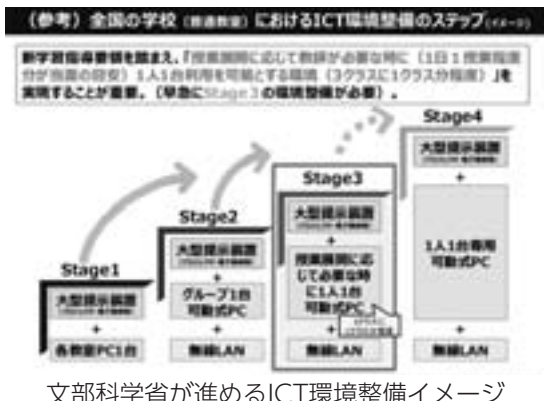 (参考) 全国の学校 (普通教室) におけるICT環境整備のステップ (イメージ)
新学習指導要領を踏まえ、「授業展開に応じて教師が必要な時に(1日1授業程度
分が当面の目安)1人1台利用を可能とする環境(3クラスに1クラス分程度)」を
実現することが重要。(早急にStage3の環境整備が必要)。
Stage1
大型提示装置
+
各教室PC1台
Stage2
大型提示装置
+
グループ1台
可動式PC
+
無線LAN
Stage3
大型提示装置
+
授業展開に応
じて必要な時
に1人1台
可動式PC
+
無線LAN
Stage4
大型提示装置
+
1人1台専用
可動式PC
+
無線LAN
文部科学省が進めるICT環境整備イメージ